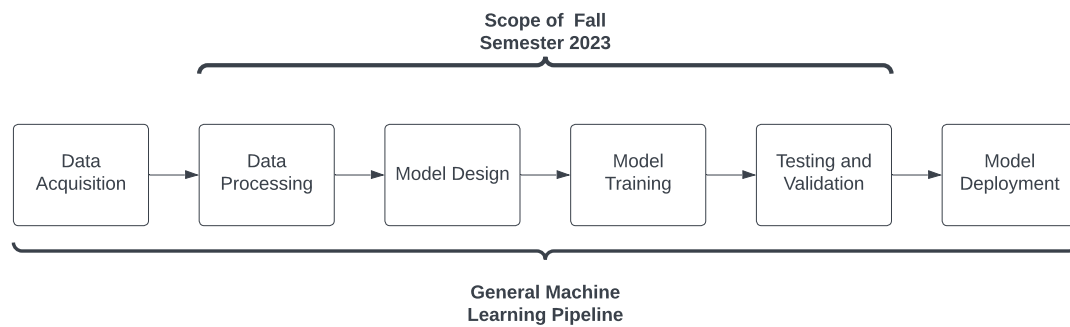 Scope of Fall
Semester 2023
Data
Acquisition
Data
Processing
Model Design
Model
Training
Testing and
Validation
Model
Deployment
General Machine
Learning Pipeline